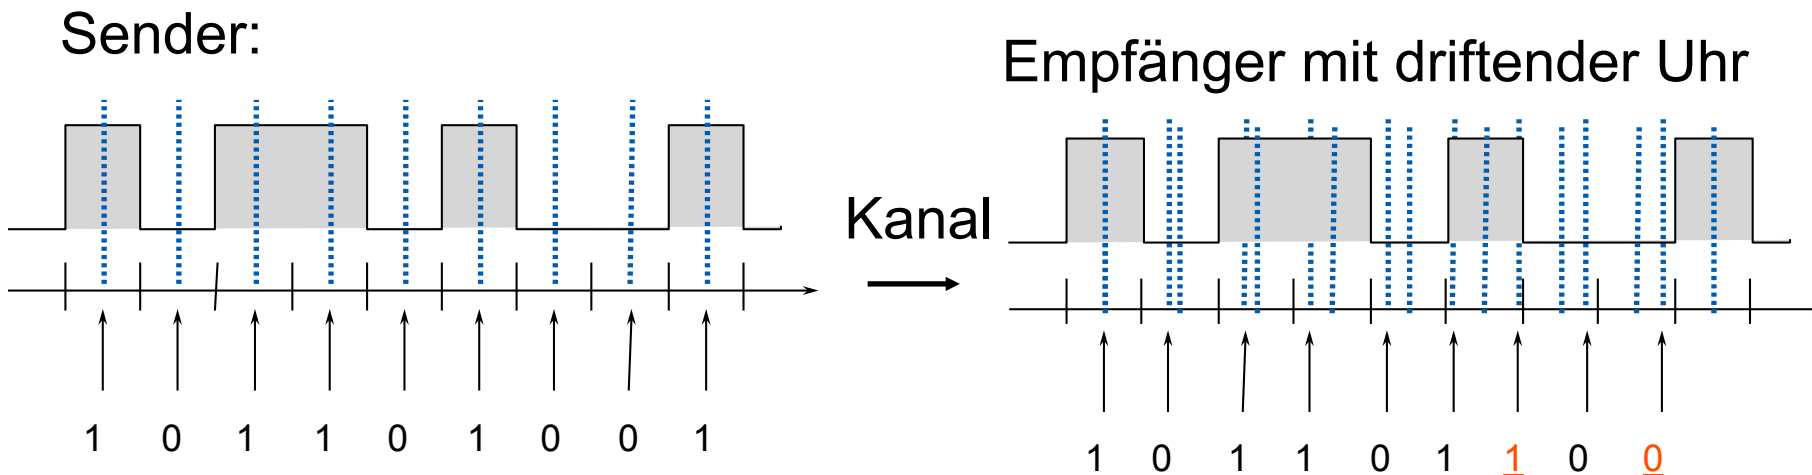 Sender:
Empfänger mit driftender Uhr
Kanal
1 0 1 1 0 1 0 0 1
1 0 1 1 0 1 1 0 0